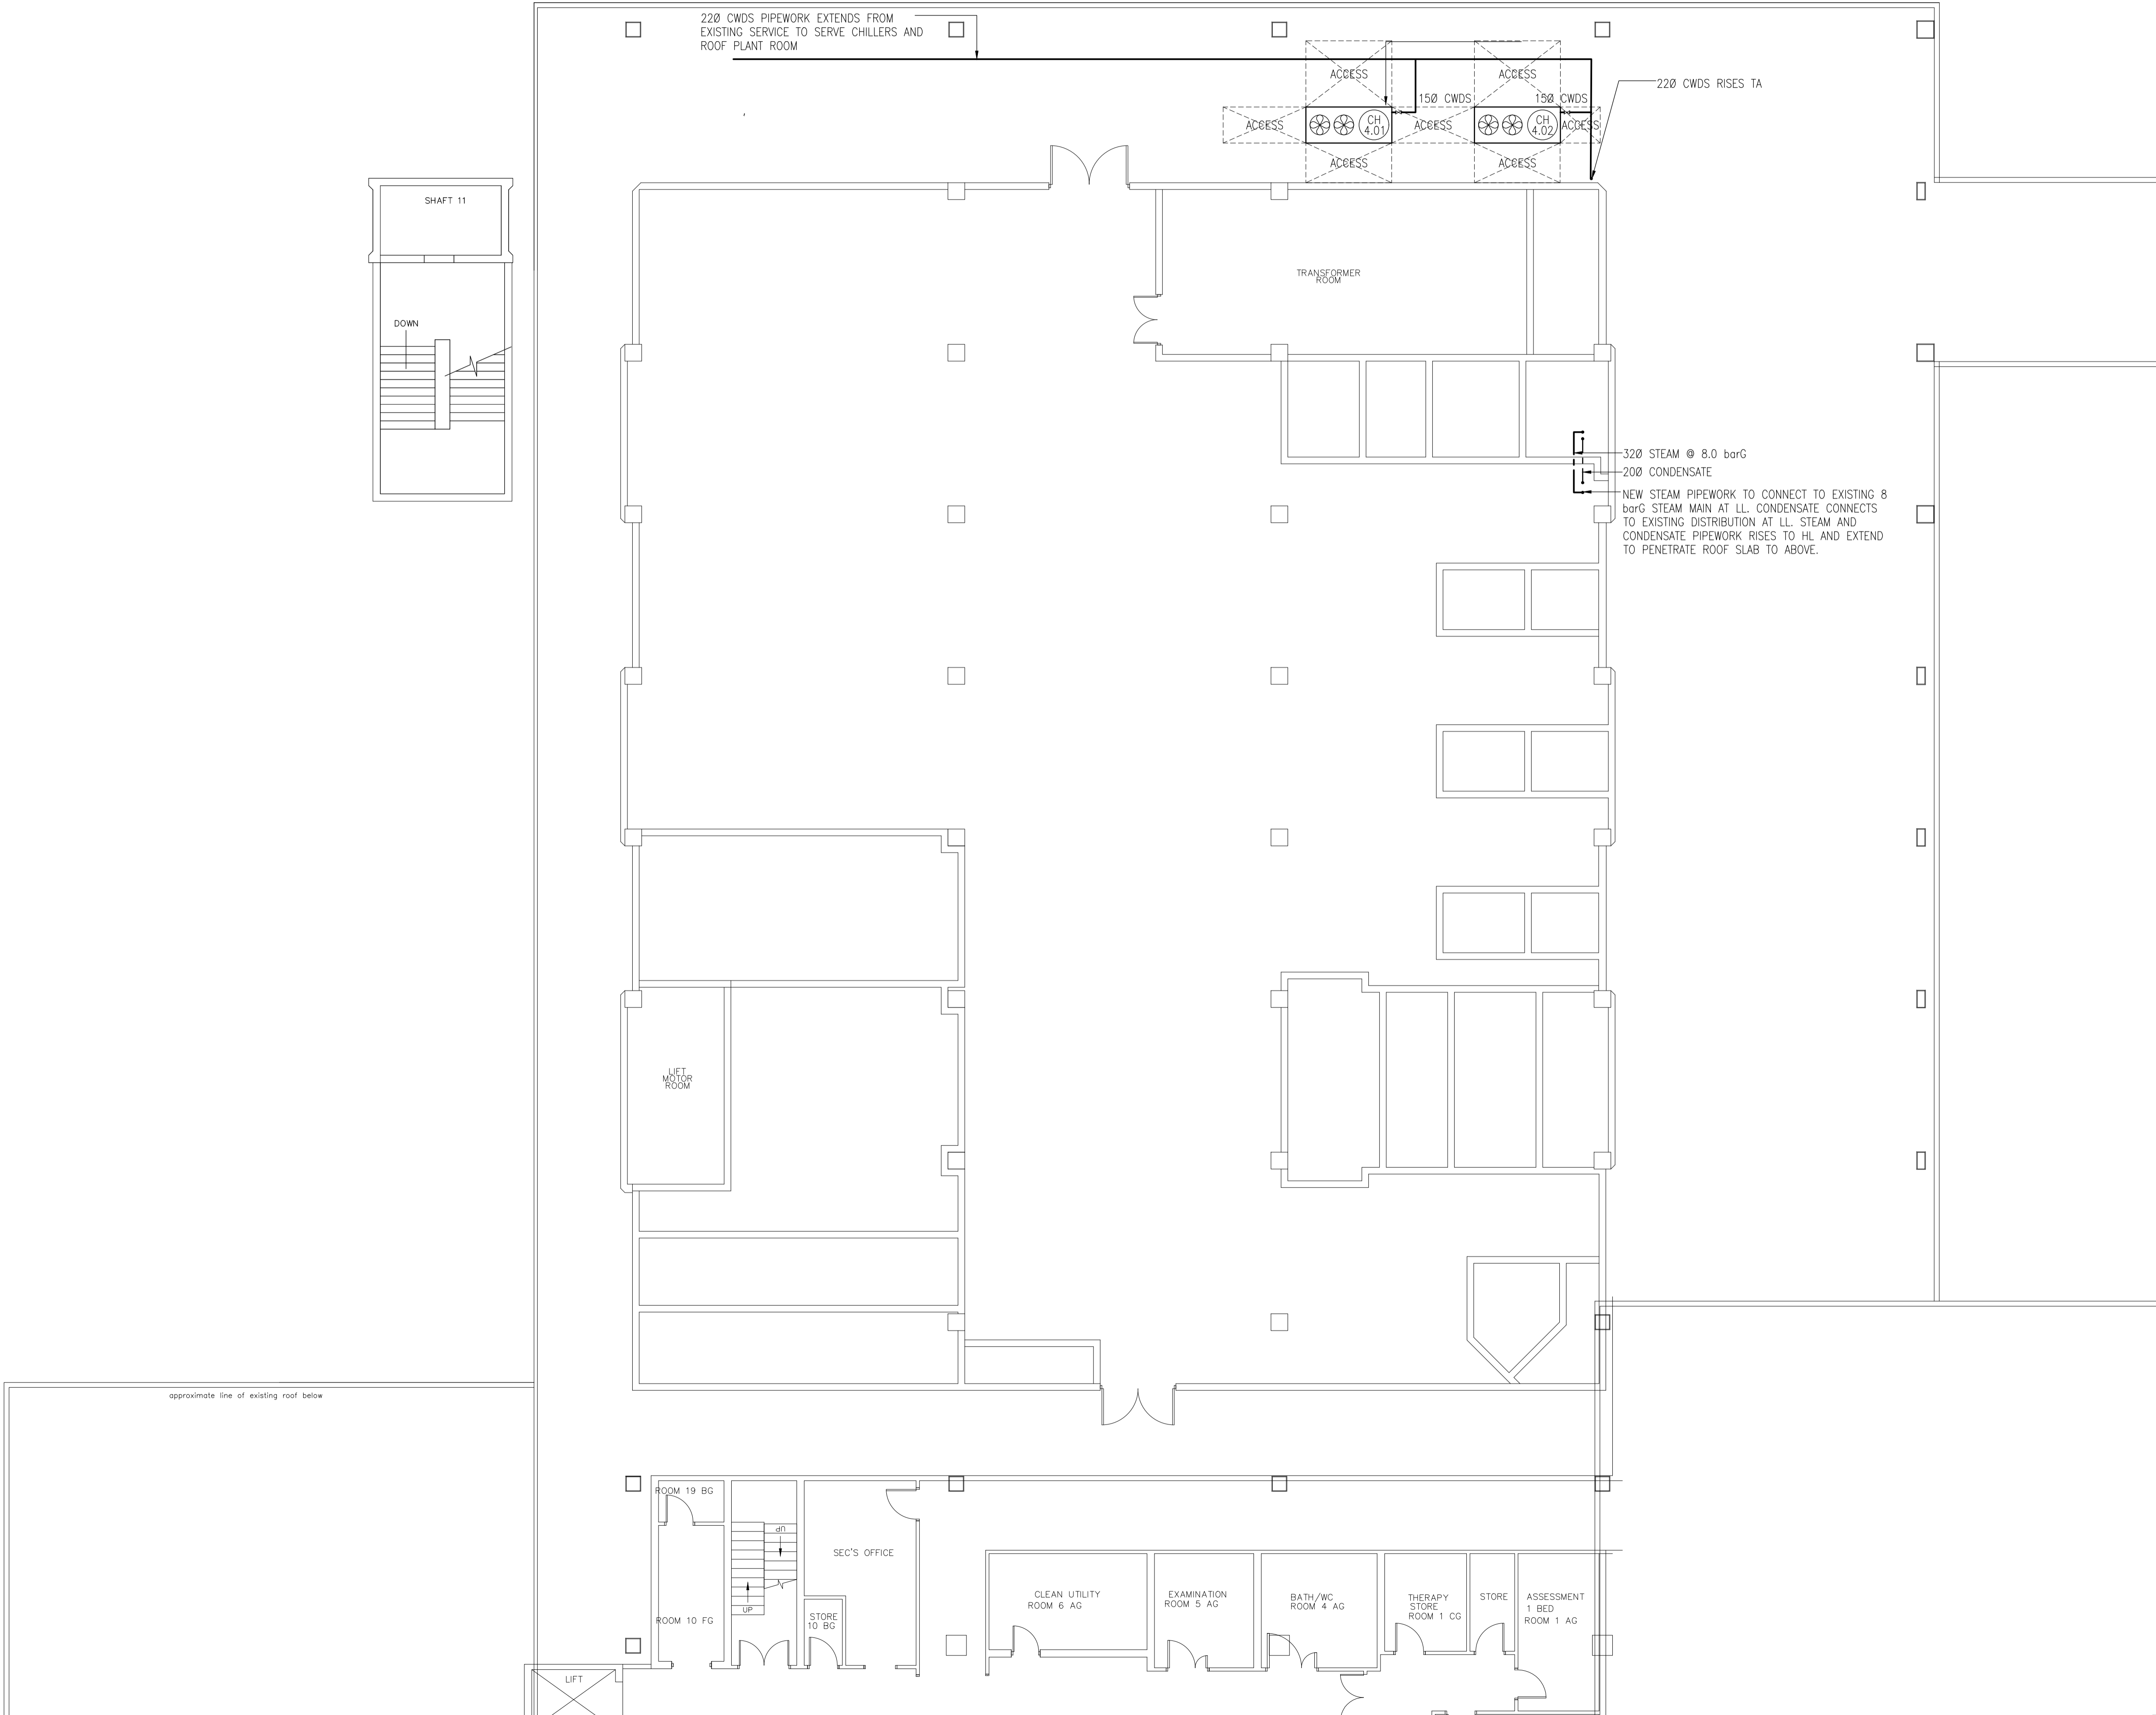 220 CWDS PIPEWORK EXTENDS FROM
EXISTING SERVICE TO SERVE CHILLERS AND
ROOF PLANT ROOM
ACCESS
ACCESS
220 CWDS RISES TA
150 CWDS
150 CWDS
ACCESS
CH
4.01
ACCESS
CH
4.02
ACCESS
ACCESS
ACCESS
SHAFT 11
TRANSFORMER
ROOM
DOWN
320 STEAM @ 8.0 barG
200 CONDENSATE
NEW STEAM PIPEWORK TO CONNECT TO EXISTING 8
barG STEAM MAIN AT LL. CONDENSATE CONNECTS
TO EXISTING DISTRIBUTION AT LL. STEAM AND
CONDENSATE PIPEWORK RISES TO HL AND EXTEND
TO PENETRATE ROOF SLAB TO ABOVE.
LIFT
MOTOR
ROOM
approximate line of existing roof below
ROOM 19 BG
UP
SEC'S OFFICE
CLEAN UTILITY
ROOM 6 AG
EXAMINATION
ROOM 5 AG
BATH/WC
ROOM 4 AG
THERAPY
STORE
ROOM 1 CG
STORE
ASSESSMENT
1 BED
ROOM 1 AG
UP
STORE
10 BG
ROOM 10 FG
LIFT